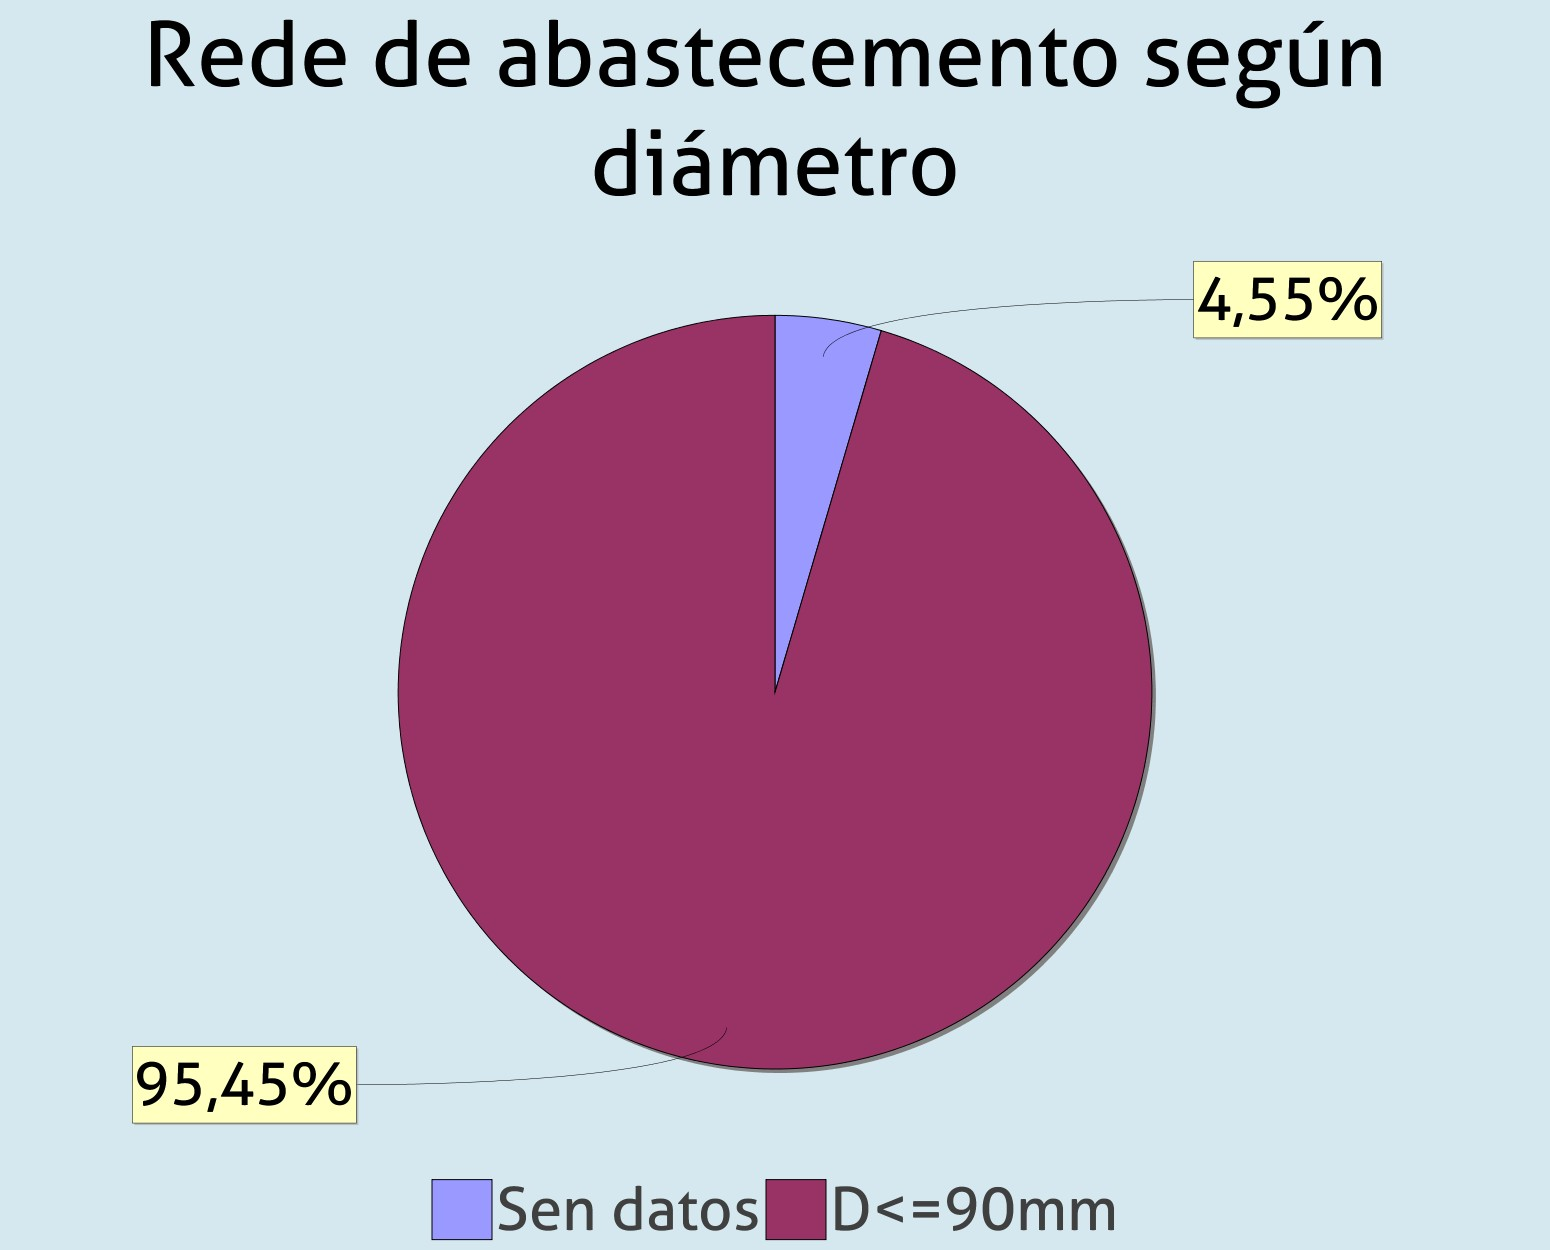 Rede de abastecemento según
diámetro
4,55%
95,45%
Sen datos D<=90mm